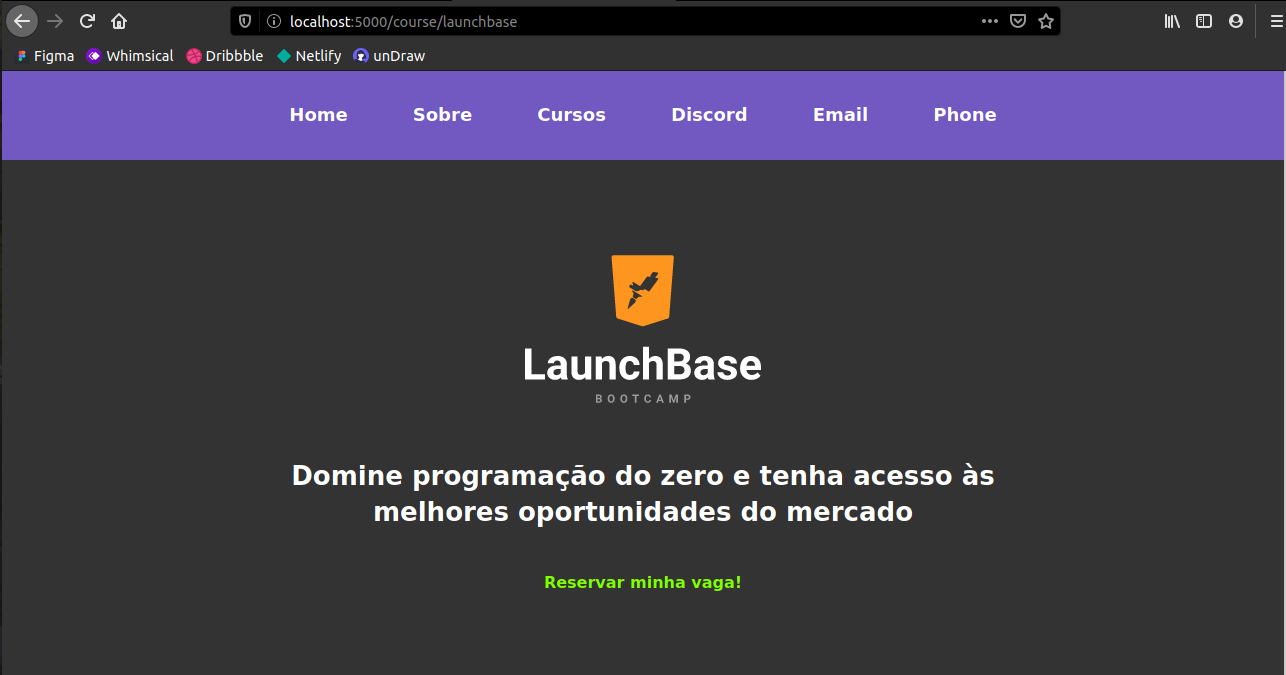 localhost:5000/course/launchbase
Figma Whimsical Dribbble Netlify unDraw
Home Sobre Cursos Discord Email Phone
LaunchBase
BOOTCAMP
Domine programação do zero e tenha acesso às
melhores oportunidades do mercado
Reservar minha vaga!